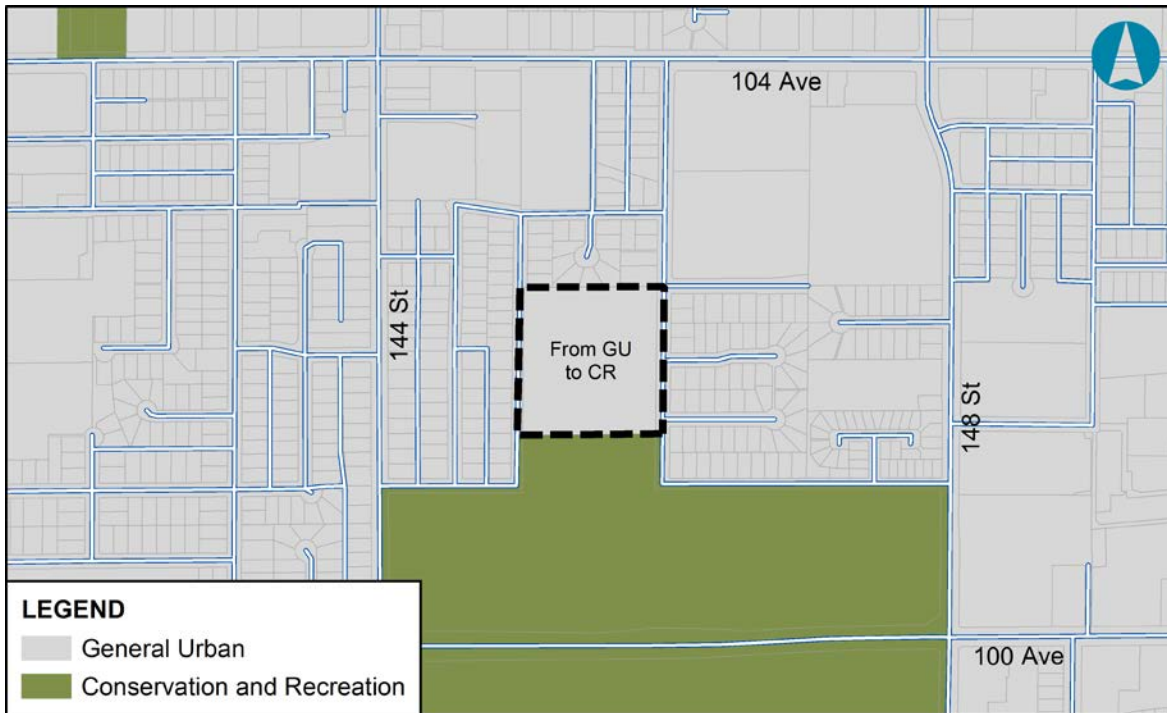 104 Ave
144 St
From GU
to CR
148 St
100 Ave
LEGEND
General Urban
Conservation and Recreation